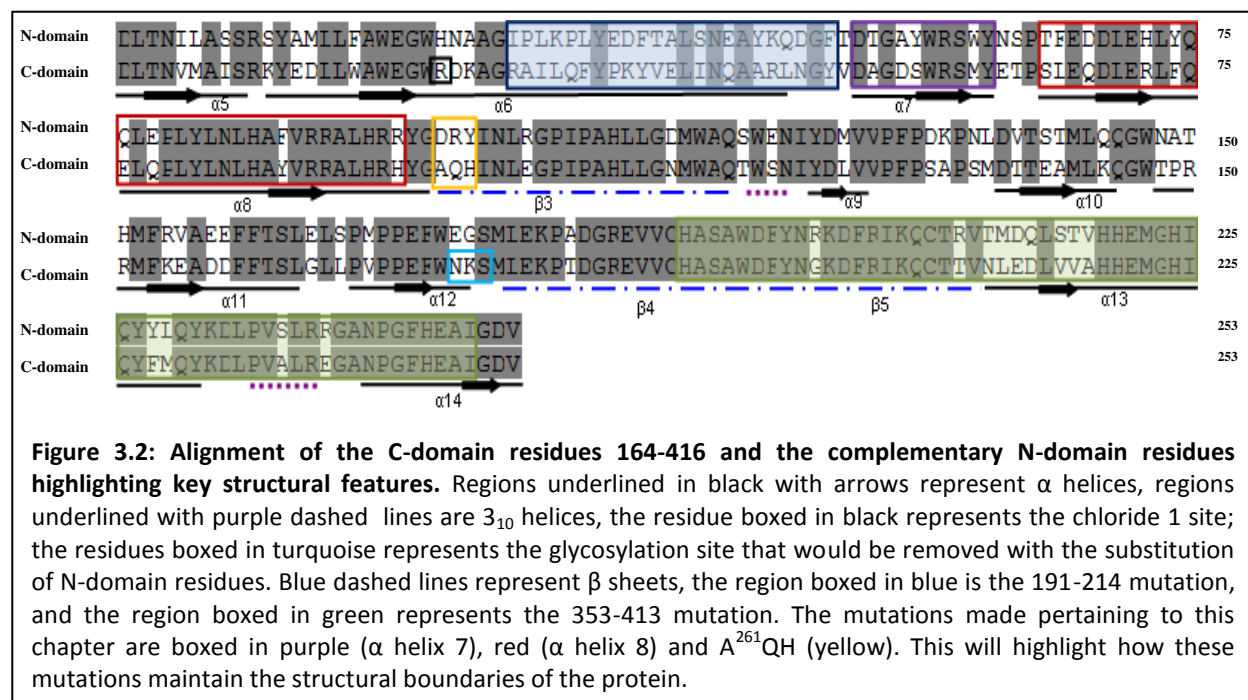 N-domain DLTNILASSRSYAMLLFAWEGWHNAAGIPLKPLYEDFTALSNEAYKQDGFTDTGAYWRSWYNSPTFEDDLEHLYQ 75
C-domain DLTNVMAISRKYEDLLWAWEGWRDKAGRAILQFYPKYVELINQAARLNGYVDAGDSWRSMYETPSLEQDLERLFQ 75
α5 α6 α7
N-domain QLEPLYLNLHAFVRRALHRRYGDRYINLRGPIPAHLLGDMWAQSWENIYDMVVPFPDKPNLDVTSTMLQQGWNAT 150
C-domain ELQPLYLNLHAYVRRALHRHYGAQHINLEGPIPAHLLGNMWAQTWSNIYDLVVPFPSAPSMDTTEAMLKQGWTPR 150
α8 β3 α9 α10
N-domain HMFRVAEEFFTSLELSPMPPEFWEGSMLEKPADGREVVCHASAWDFYNRKDFRIKQCTRVTMDQLSTVHHEMGHI 225
C-domain RMFKEADDFFTSLGLLPVPPEFWNKSMLEKPTDGREVVCHASAWDFYNGKDFRIKQCTTVNLEDLVVAHHEMGHI 225
α11 α12 β4 β5 α13
N-domain QYYLQYKDLPVSLRRGANPGFHEAIGDV 253
C-domain QYFMQYKDLPVALREGANPGFHEAIGDV 253
α14
Figure 3.2: Alignment of the C-domain residues 164-416 and the complementary N-domain residues
highlighting key structural features. Regions underlined in black with arrows represent α helices, regions
underlined with purple dashed lines are 3₁₀ helices, the residue boxed in black represents the chloride 1 site;
the residues boxed in turquoise represents the glycosylation site that would be removed with the substitution
of N-domain residues. Blue dashed lines represent β sheets, the region boxed in blue is the 191-214 mutation,
and the region boxed in green represents the 353-413 mutation. The mutations made pertaining to this
chapter are boxed in purple (α helix 7), red (α helix 8) and A²⁶¹QH (yellow). This will highlight how these
mutations maintain the structural boundaries of the protein.